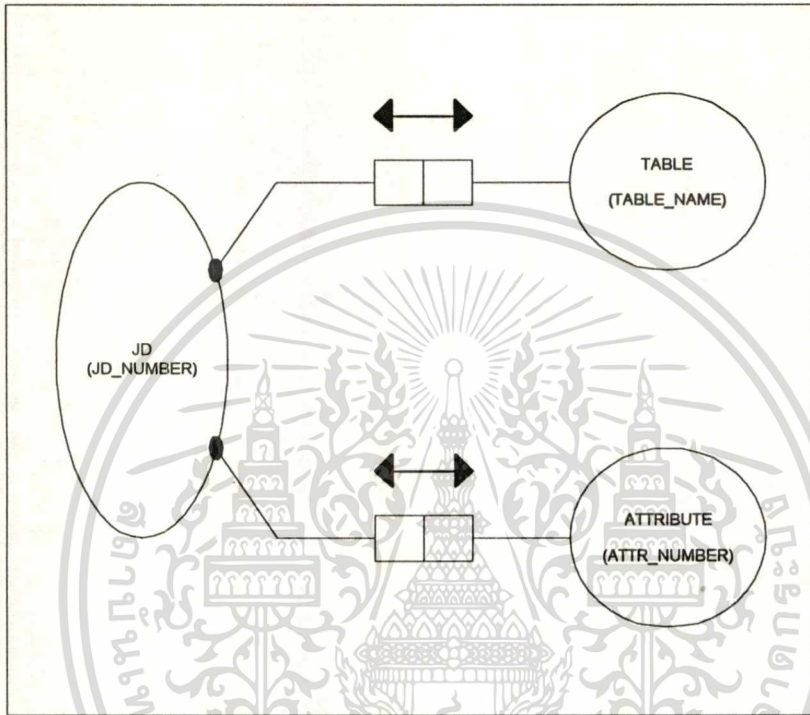 TABLE
(TABLE_NAME)
JD
(JD_NUMBER)
ATTRIBUTE
(ATTR_NUMBER)